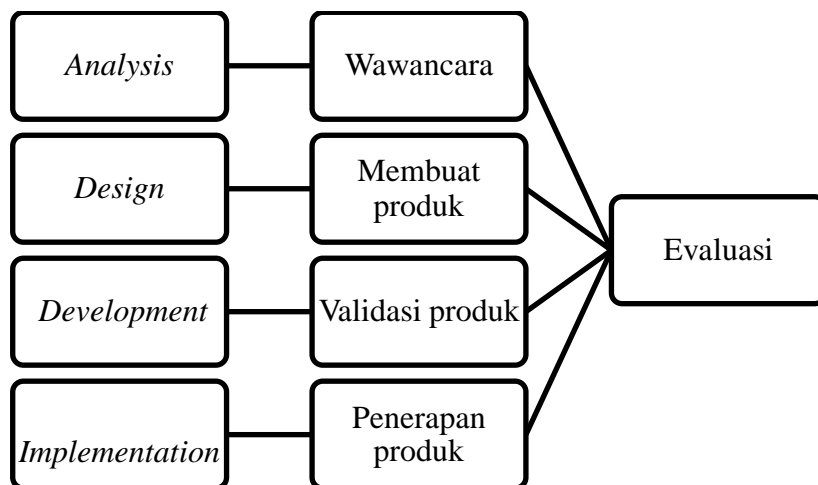 Analysis
Wawancara
Design
Membuat
produk
Evaluasi
Development
Validasi produk
Implementation
Penerapan
produk